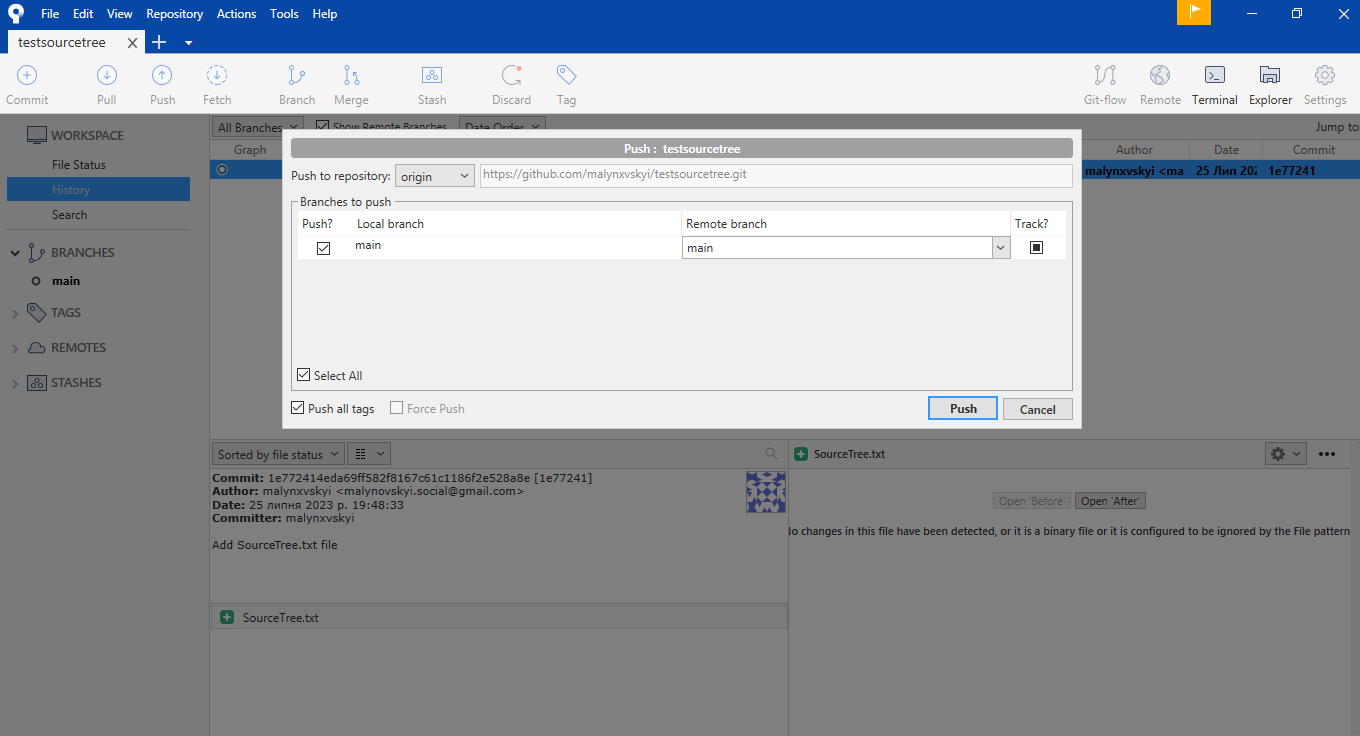 File Edit View Repository Actions Tools Help
testsourcetree
Commit Pull Push Fetch Branch Merge Stash Discard Tag Git-flow Remote Terminal Explorer Settings
WORKSPACE
File Status
History
Search
BRANCHES
main
TAGS
REMOTES
STASHES
All Branches Show Remote Branches Date Order Jump to
Graph Author Date Commit
malynxvskyi <ma 25 Лип 202 1e77241
Push : testsourcetree
Push to repository: origin https://github.com/malynxvskyi/testsourcetree.git
Branches to push
Push? Local branch Remote branch Track?
main main
Select All
Push all tags Force Push Push Cancel
Sorted by file status
Commit: 1e772414eda69ff582f8167c61c1186f2e528a8e [1e77241]
Author: malynxvskyi <malynovskyi.social@gmail.com>
Date: 25 липня 2023 р. 19:48:33
Committer: malynxvskyi
Add SourceTree.txt file
SourceTree.txt
SourceTree.txt
Open 'Before' Open 'After'
lo changes in this file have been detected, or it is a binary file or it is configured to be ignored by the File pattern